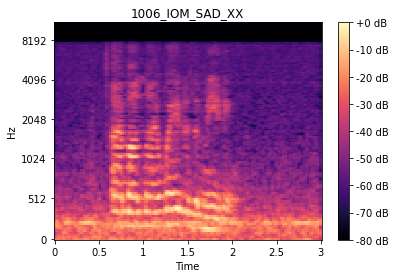 1006_IOM_SAD_XX
+0 dB
8192
-10 dB
4096
-20 dB
-30 dB
2048
Hz
-40 dB
1024
-50 dB
512
-60 dB
-70 dB
0
-80 dB
0 0.5 1 1.5 2 2.5 3
Time